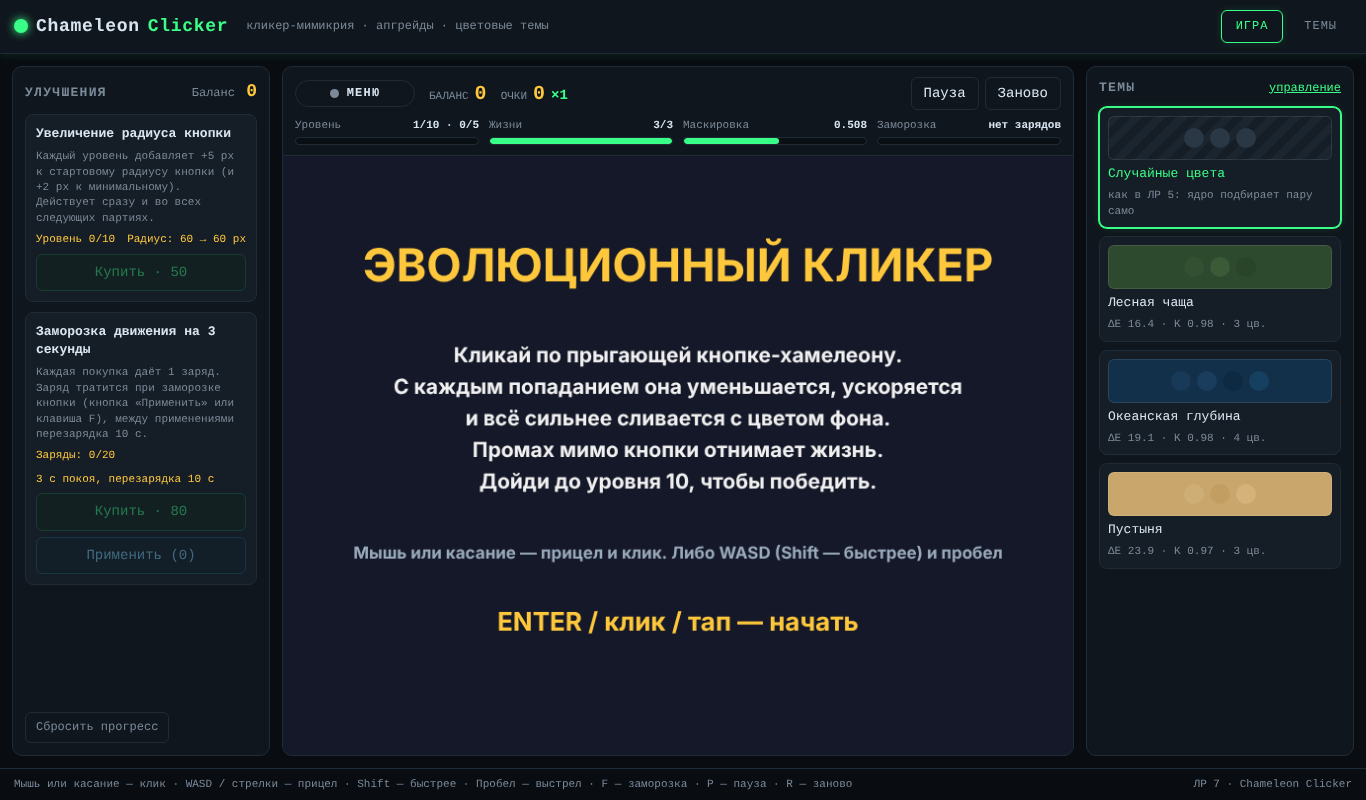 Chameleon Clicker
кликер-мимикрия · апгрейды · цветовые темы
ИГРА
ТЕМЫ
УЛУЧШЕНИЯ
Баланс 0
Увеличение радиуса кнопки
Каждый уровень добавляет +5 px
к стартовому радиусу кнопки (и
+2 px к минимальному).
Действует сразу и во всех
следующих партиях.
Уровень 0/10 Радиус: 60 → 60 px
Купить · 50
Заморозка движения на 3
секунды
Каждая покупка даёт 1 заряд.
Заряд тратится при заморозке
кнопки (кнопка «Применить» или
клавиша F), между применениями
перезарядка 10 с.
Заряды: 0/20
3 с покоя, перезарядка 10 с
Купить · 80
Применить (0)
Сбросить прогресс
МЕНЮ
БАЛАНС 0 ОЧКИ 0 ×1
Пауза
Заново
Уровень 1/10 · 0/5
Жизни 3/3
Маскировка 0.508
Заморозка нет зарядов
ЭВОЛЮЦИОННЫЙ КЛИКЕР
Кликай по прыгающей кнопке-хамелеону.
С каждым попаданием она уменьшается, ускоряется
и всё сильнее сливается с цветом фона.
Промах мимо кнопки отнимает жизнь.
Дойди до уровня 10, чтобы победить.
Мышь или касание — прицел и клик. Либо WASD (Shift — быстрее) и пробел
ENTER / клик / тап — начать
ТЕМЫ
управление
Случайные цвета
как в ЛР 5: ядро подбирает пару
само
Лесная чаща
ΔE 16.4 · K 0.98 · 3 цв.
Океанская глубина
ΔE 19.1 · K 0.98 · 4 цв.
Пустыня
ΔE 23.9 · K 0.97 · 3 цв.
Мышь или касание — клик · WASD / стрелки — прицел · Shift — быстрее · Пробел — выстрел · F — заморозка · P — пауза · R — заново
ЛР 7 · Chameleon Clicker